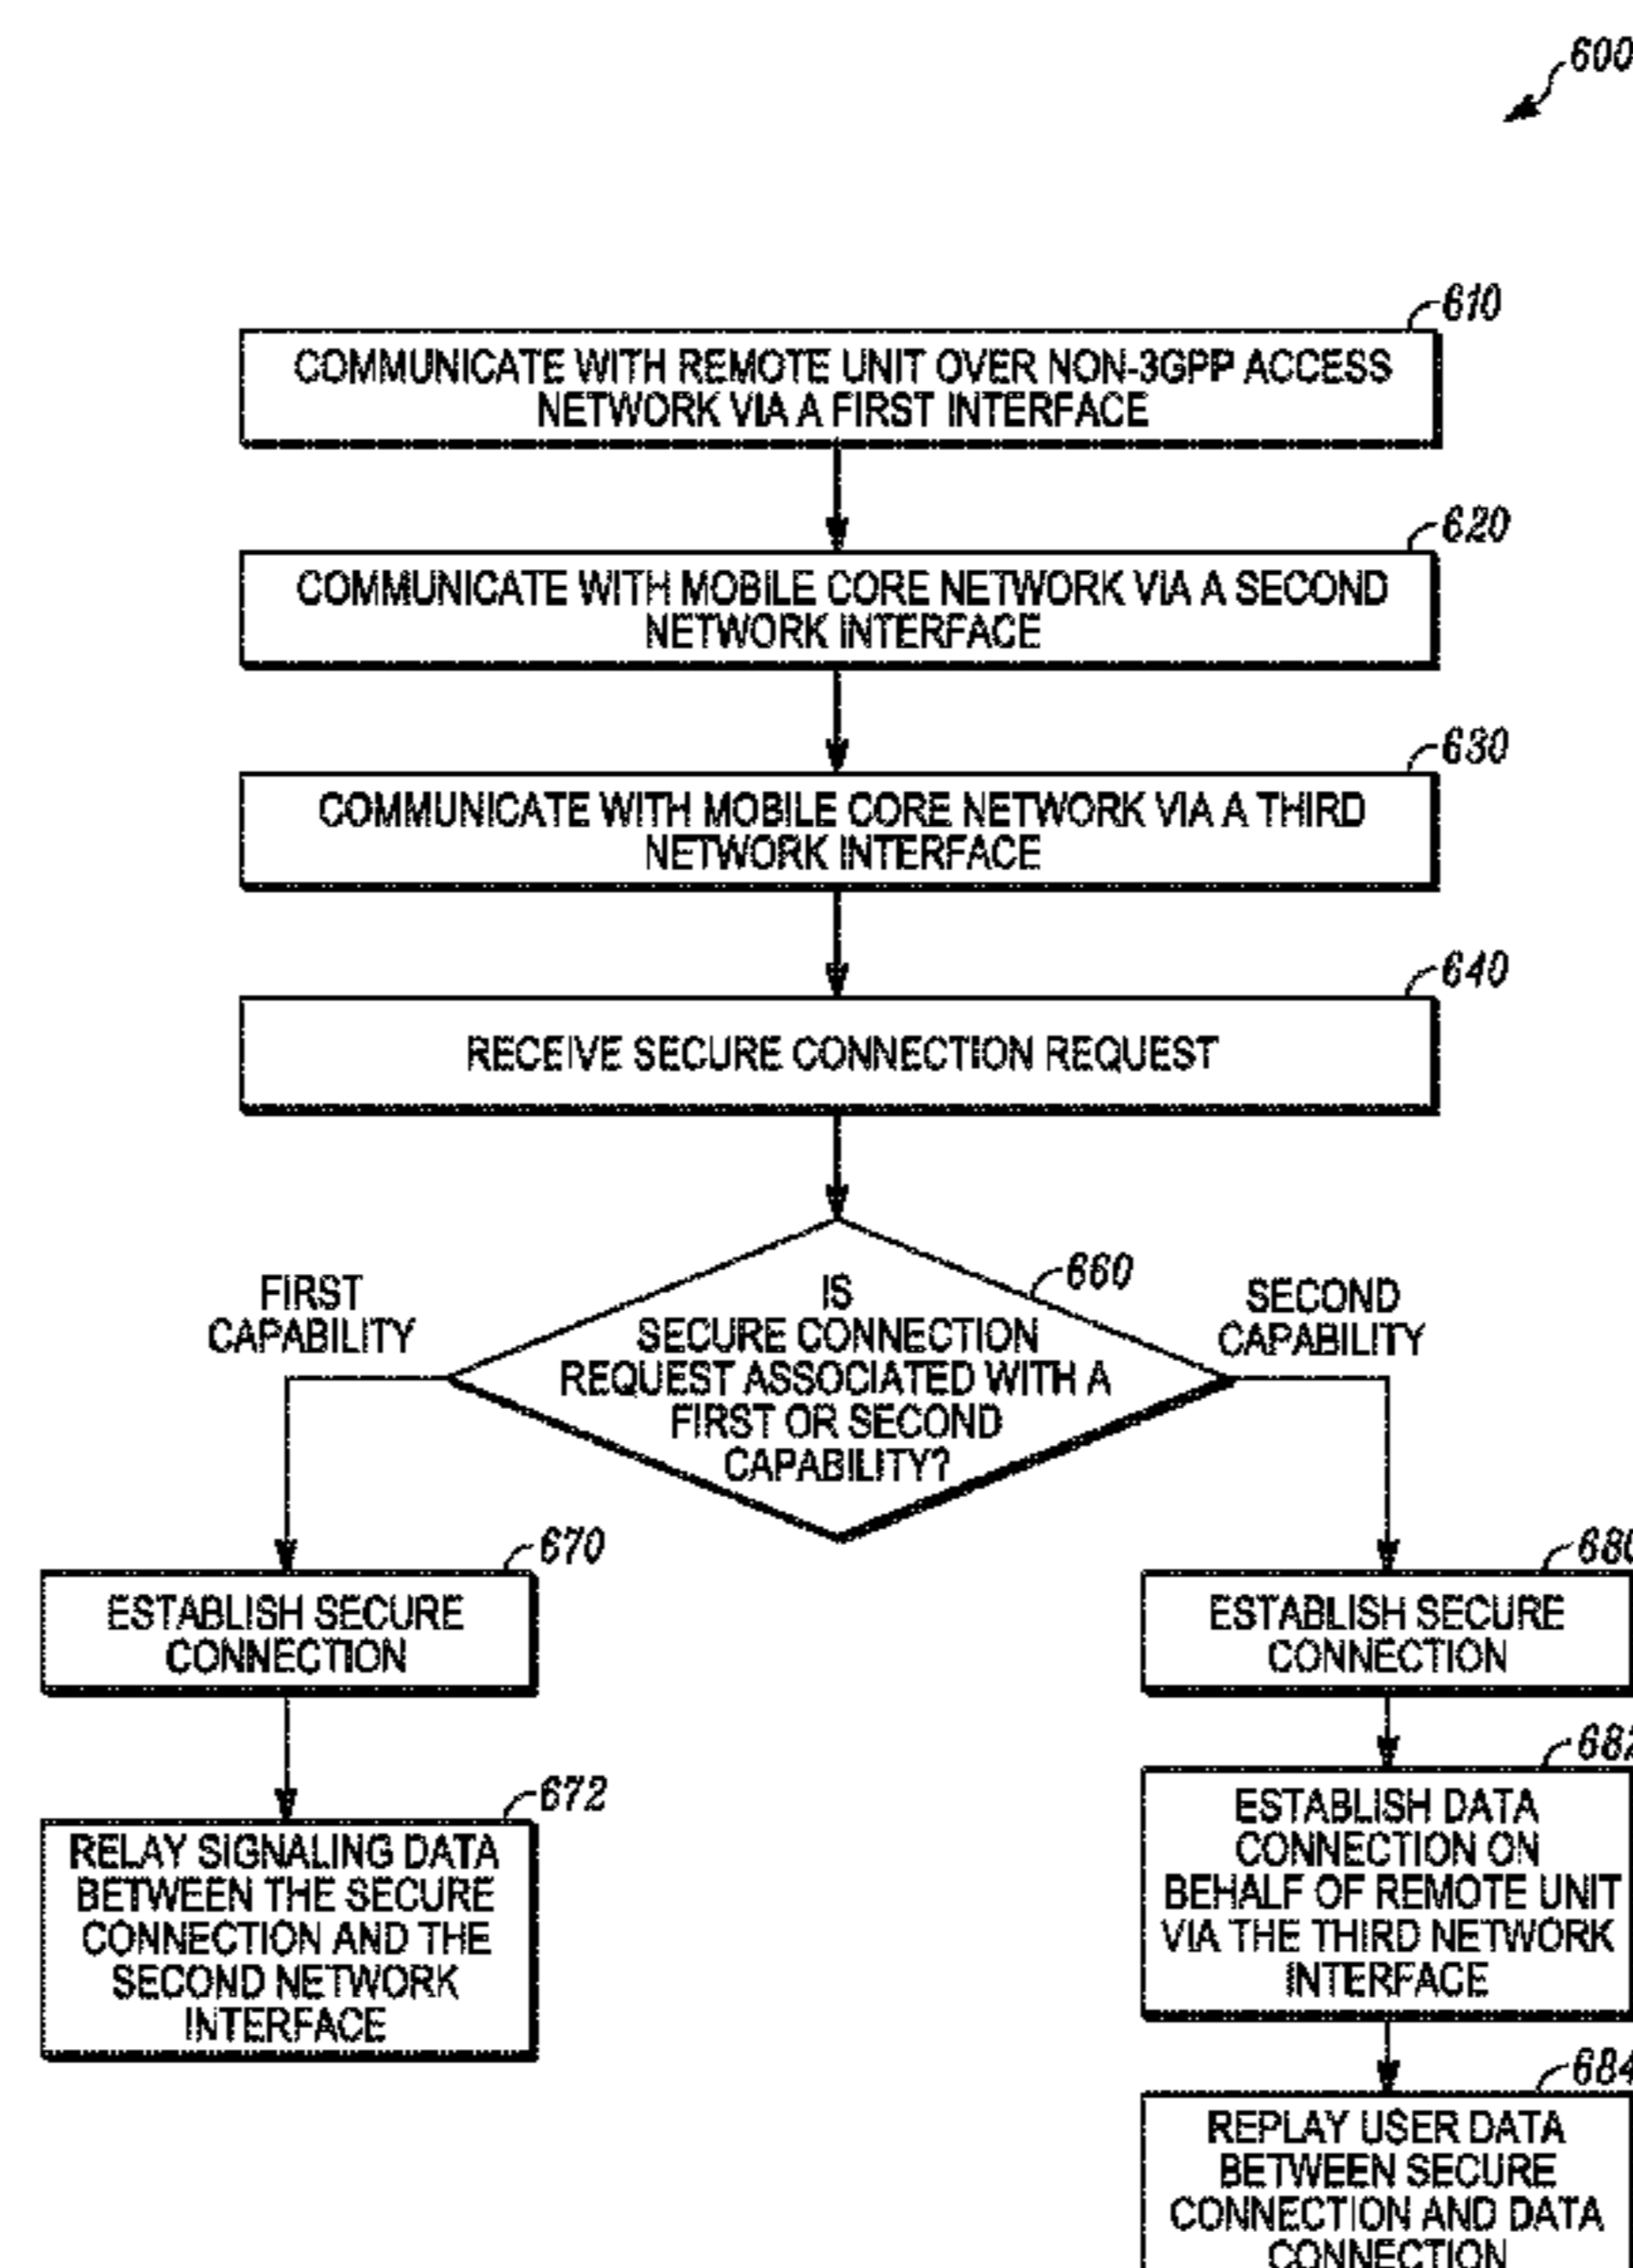 600
610
COMMUNICATE WITH REMOTE UNIT OVER NON-3GPP ACCESS
NETWORK VIA A FIRST INTERFACE
620
COMMUNICATE WITH MOBILE CORE NETWORK VIA A SECOND
NETWORK INTERFACE
630
COMMUNICATE WITH MOBILE CORE NETWORK VIA A THIRD
NETWORK INTERFACE
640
RECEIVE SECURE CONNECTION REQUEST
660
FIRST
CAPABILITY
IS
SECURE CONNECTION
REQUEST ASSOCIATED WITH A
FIRST OR SECOND
CAPABILITY?
SECOND
CAPABILITY
670
ESTABLISH SECURE
CONNECTION
672
RELAY SIGNALING DATA
BETWEEN THE SECURE
CONNECTION AND THE
SECOND NETWORK
INTERFACE
680
ESTABLISH SECURE
CONNECTION
682
ESTABLISH DATA
CONNECTION ON
BEHALF OF REMOTE UNIT
VIA THE THIRD NETWORK
INTERFACE
684
REPLAY USER DATA
BETWEEN SECURE
CONNECTION AND DATA
CONNECTION